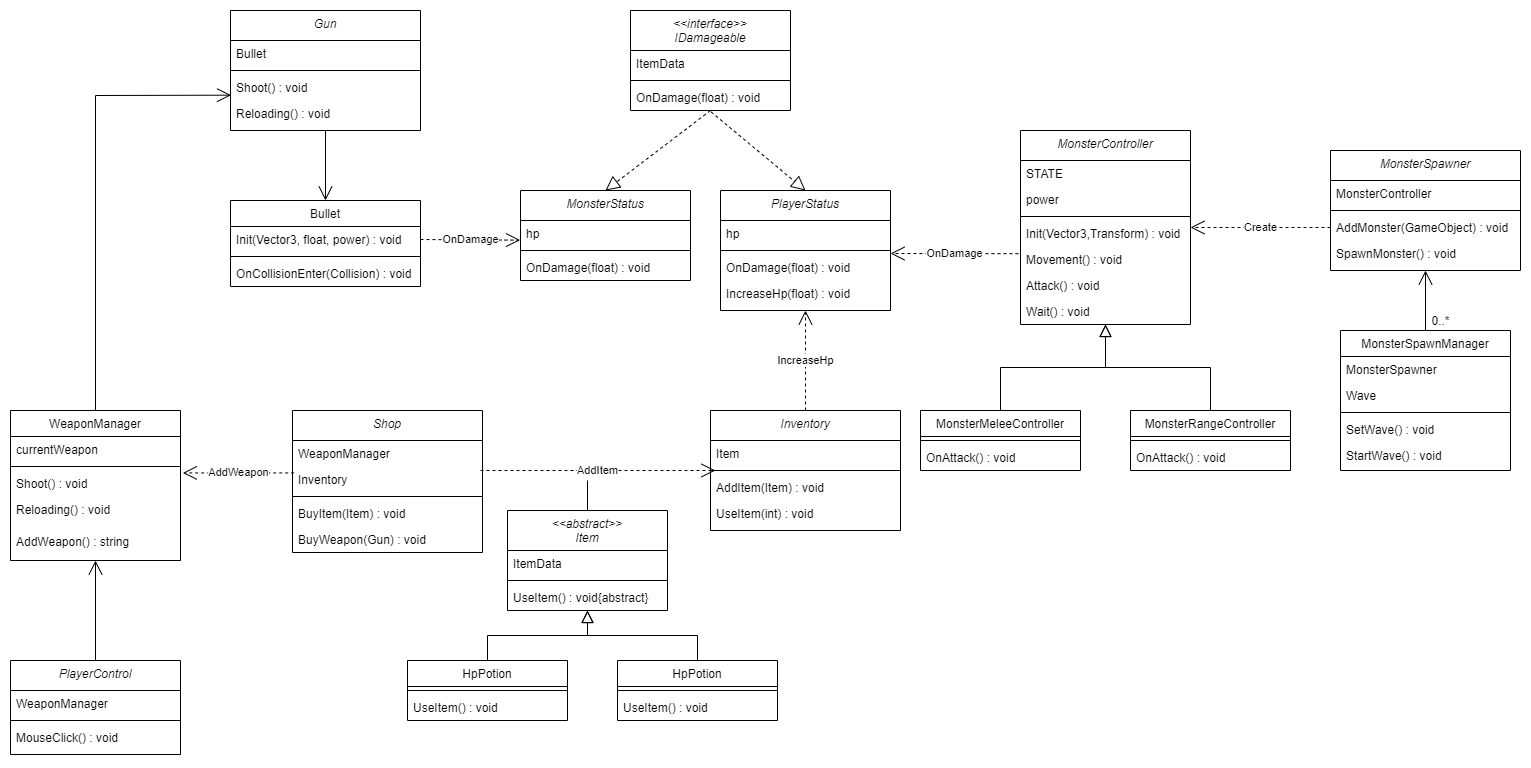 Gun
Bullet
Shoot() : void
Reloading() : void
<<interface>>
IDamageable
ItemData
OnDamage(float) : void
MonsterController
STATE
power
Init(Vector3,Transform) : void
Movement() : void
Attack() : void
Wait() : void
MonsterSpawner
MonsterController
AddMonster(GameObject) : void
SpawnMonster() : void
Create
Bullet
Init(Vector3, float, power) : void
OnCollisionEnter(Collision) : void
OnDamage
MonsterStatus
hp
OnDamage(float) : void
PlayerStatus
hp
OnDamage(float) : void
IncreaseHp(float) : void
OnDamage
0..*
MonsterSpawnManager
MonsterSpawner
Wave
SetWave() : void
StartWave() : void
IncreaseHp
WeaponManager
currentWeapon
Shoot() : void
Reloading() : void
AddWeapon() : string
AddWeapon
Shop
WeaponManager
Inventory
BuyItem(Item) : void
BuyWeapon(Gun) : void
AddItem
Inventory
Item
AddItem(Item) : void
UseItem(int) : void
MonsterMeleeController
OnAttack() : void
MonsterRangeController
OnAttack() : void
<<abstract>>
Item
ItemData
UseItem() : void{abstract}
PlayerControl
WeaponManager
MouseClick() : void
HpPotion
UseItem() : void
HpPotion
UseItem() : void